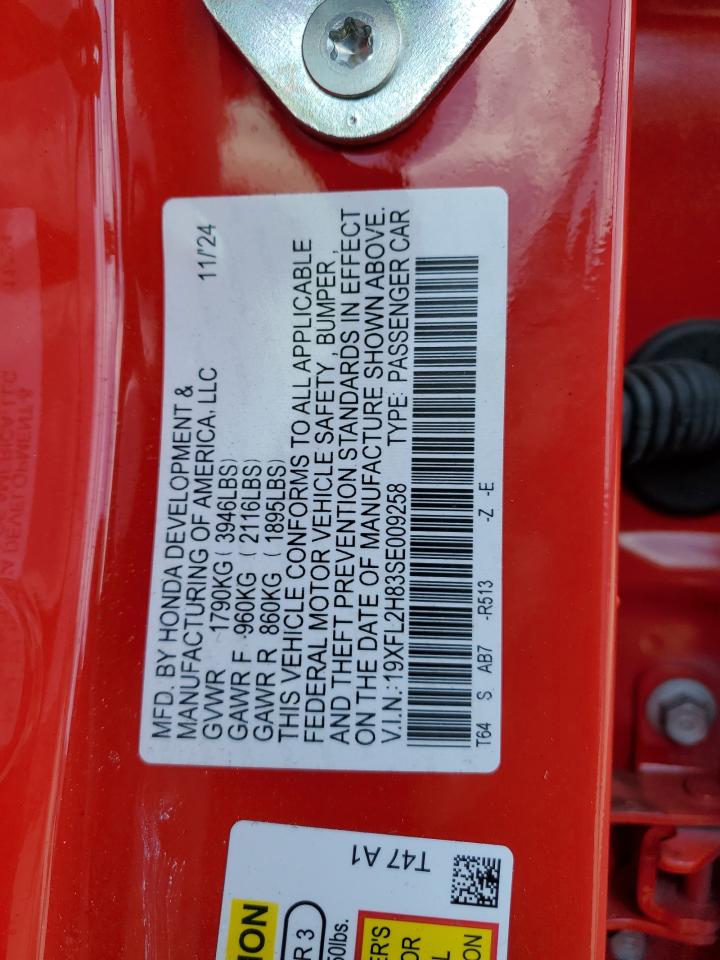 MFD. BY HONDA DEVELOPMENT &
MANUFACTURING OF AMERICA, LLC 11/'24
GVWR 1790KG ( 3946LBS)
GAWR F 960KG ( 2116LBS)
GAWR R 860KG ( 1895LBS)
THIS VEHICLE CONFORMS TO ALL APPLICABLE
FEDERAL MOTOR VEHICLE SAFETY, BUMPER,
AND THEFT PREVENTION STANDARDS IN EFFECT
ON THE DATE OF MANUFACTURE SHOWN ABOVE.
V.I.N.:19XFL2H83SE009258 TYPE: PASSENGER CAR
T64 S AB7 -R513 -Z -E
T47 A1